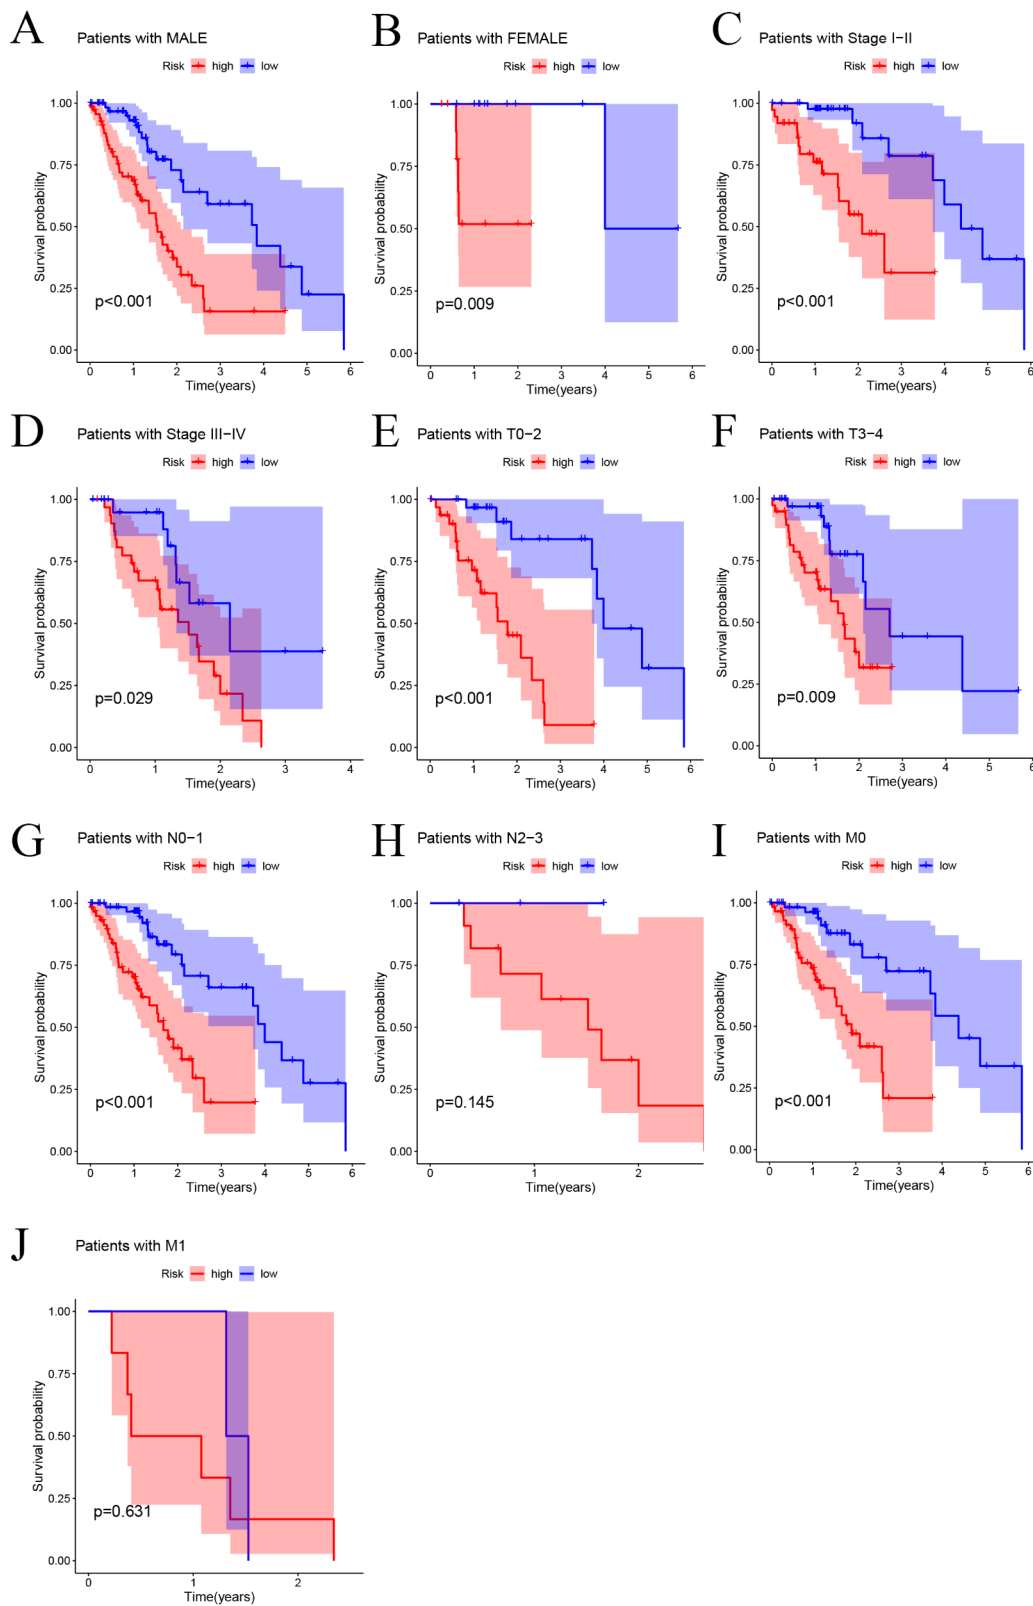 A
Patients with MALE
Risk high low
Survival probability
1.00
0.75
0.50
0.25
0.00
p<0.001
0 1 2 3 4 5 6
Time(years)
B
Patients with FEMALE
Risk high low
Survival probability
1.00
0.75
0.50
0.25
0.00
p=0.009
0 1 2 3 4 5 6
Time(years)
C
Patients with Stage I−II
Risk high low
Survival probability
1.00
0.75
0.50
0.25
0.00
p<0.001
0 1 2 3 4 5 6
Time(years)
D
Patients with Stage III−IV
Risk high low
Survival probability
1.00
0.75
0.50
0.25
0.00
p=0.029
0 1 2 3 4
Time(years)
E
Patients with T0−2
Risk high low
Survival probability
1.00
0.75
0.50
0.25
0.00
p<0.001
0 1 2 3 4 5 6
Time(years)
F
Patients with T3−4
Risk high low
Survival probability
1.00
0.75
0.50
0.25
0.00
p=0.009
0 1 2 3 4 5 6
Time(years)
G
Patients with N0−1
Risk high low
Survival probability
1.00
0.75
0.50
0.25
0.00
p<0.001
0 1 2 3 4 5 6
Time(years)
H
Patients with N2−3
Risk high low
Survival probability
1.00
0.75
0.50
0.25
0.00
p=0.145
0 1 2
Time(years)
I
Patients with M0
Risk high low
Survival probability
1.00
0.75
0.50
0.25
0.00
p<0.001
0 1 2 3 4 5 6
Time(years)
J
Patients with M1
Risk high low
Survival probability
1.00
0.75
0.50
0.25
0.00
p=0.631
0 1 2
Time(years)